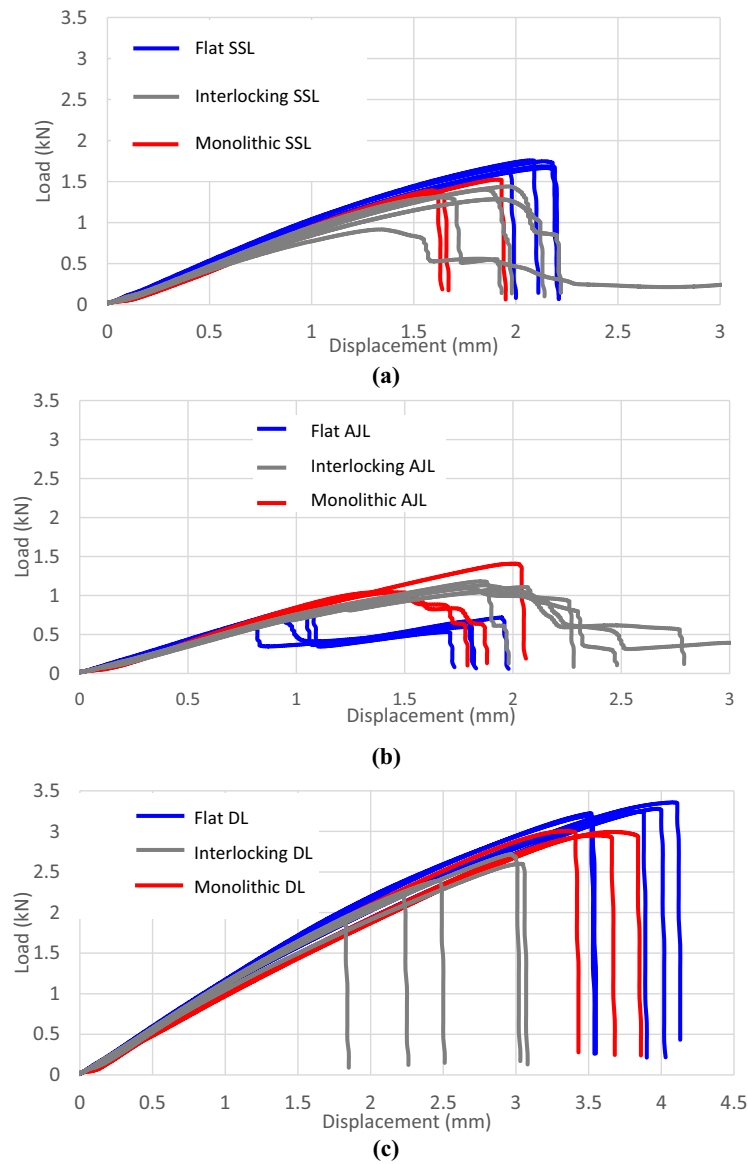 3.5
3
2.5
2
1.5
1
0.5
0
Load (kN)
Flat SSL
Interlocking SSL
Monolithic SSL
0 0.5 1 1.5 2 2.5 3
Displacement (mm)
(a)
3.5
3
2.5
2
1.5
1
0.5
0
Load (kN)
Flat AJL
Interlocking AJL
Monolithic AJL
0 0.5 1 1.5 2 2.5 3
Displacement (mm)
(b)
3.5
3
2.5
2
1.5
1
0.5
0
Load (kN)
Flat DL
Interlocking DL
Monolithic DL
0 0.5 1 1.5 2 2.5 3 3.5 4 4.5
Displacement (mm)
(c)